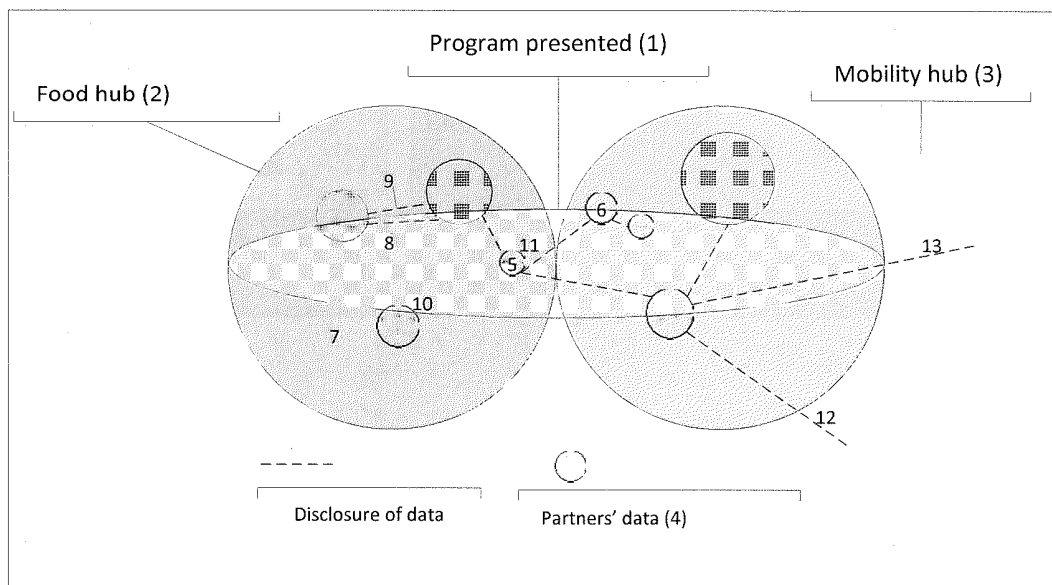 Program presented (1)
Mobility hub (3)
Food hub (2)
9
6
8
11
5
13
10
7
12
Disclosure of data
Partners' data (4)